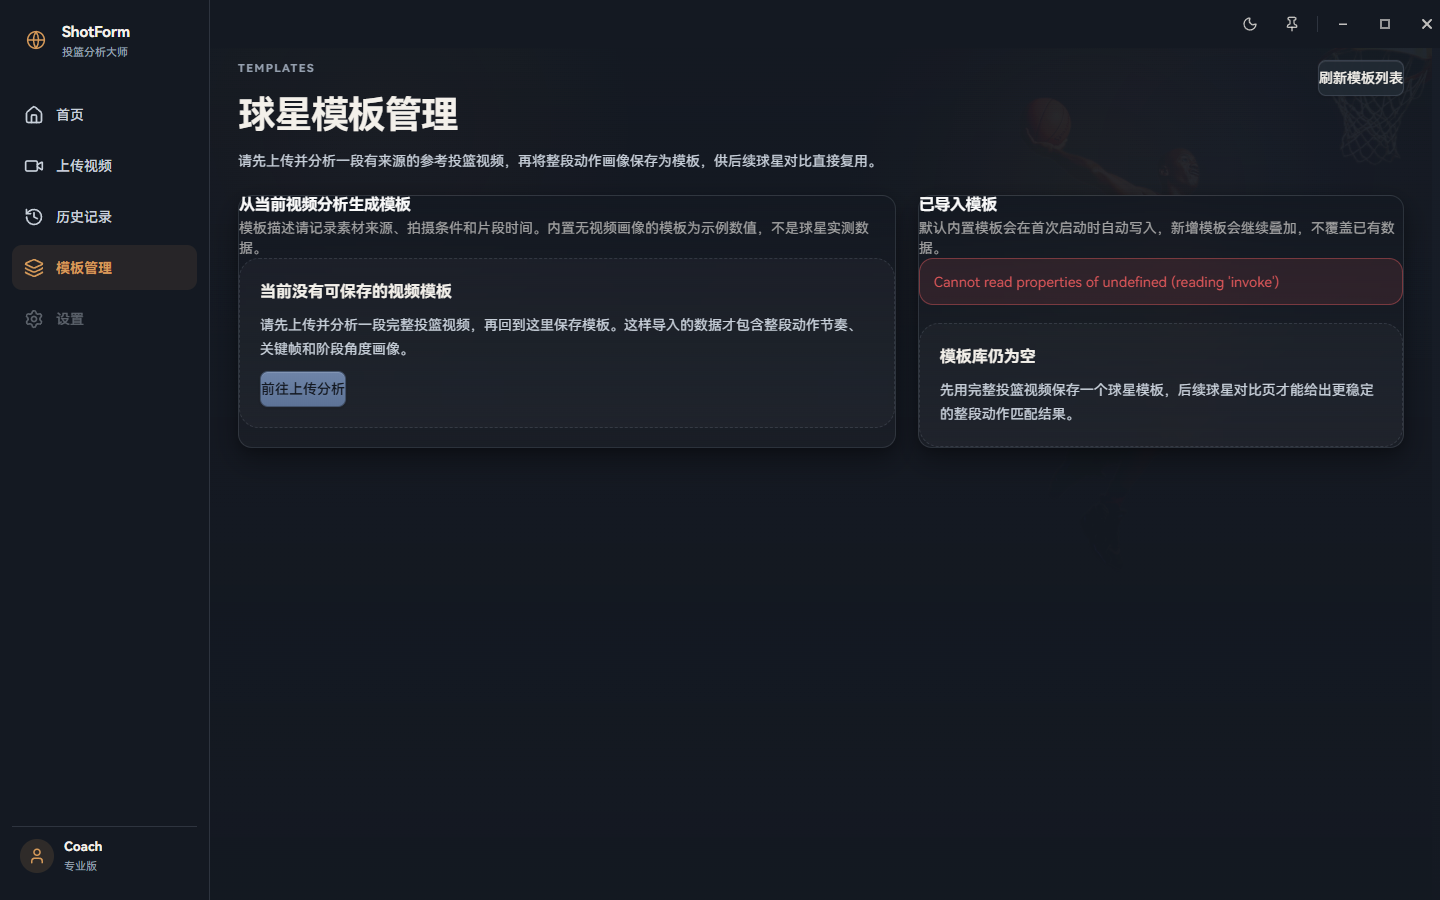 ShotForm
投篮分析大师
首页
上传视频
历史记录
模板管理
设置
Coach
专业版
TEMPLATES
球星模板管理
请先上传并分析一段有来源的参考投篮视频，再将整段动作画像保存为模板，供后续球星对比直接复用。
刷新模板列表
从当前视频分析生成模板
模板描述请记录素材来源、拍摄条件和片段时间。内置无视频画像的模板为示例数值，不是球星实测数
据。
当前没有可保存的视频模板
请先上传并分析一段完整投篮视频，再回到这里保存模板。这样导入的数据才包含整段动作节奏、
关键帧和阶段角度画像。
前往上传分析
已导入模板
默认内置模板会在首次启动时自动写入，新增模板会继续叠加，不覆盖已有数
据。
Cannot read properties of undefined (reading 'invoke')
模板库仍为空
先用完整投篮视频保存一个球星模板，后续球星对比页才能给出更稳定
的整段动作匹配结果。